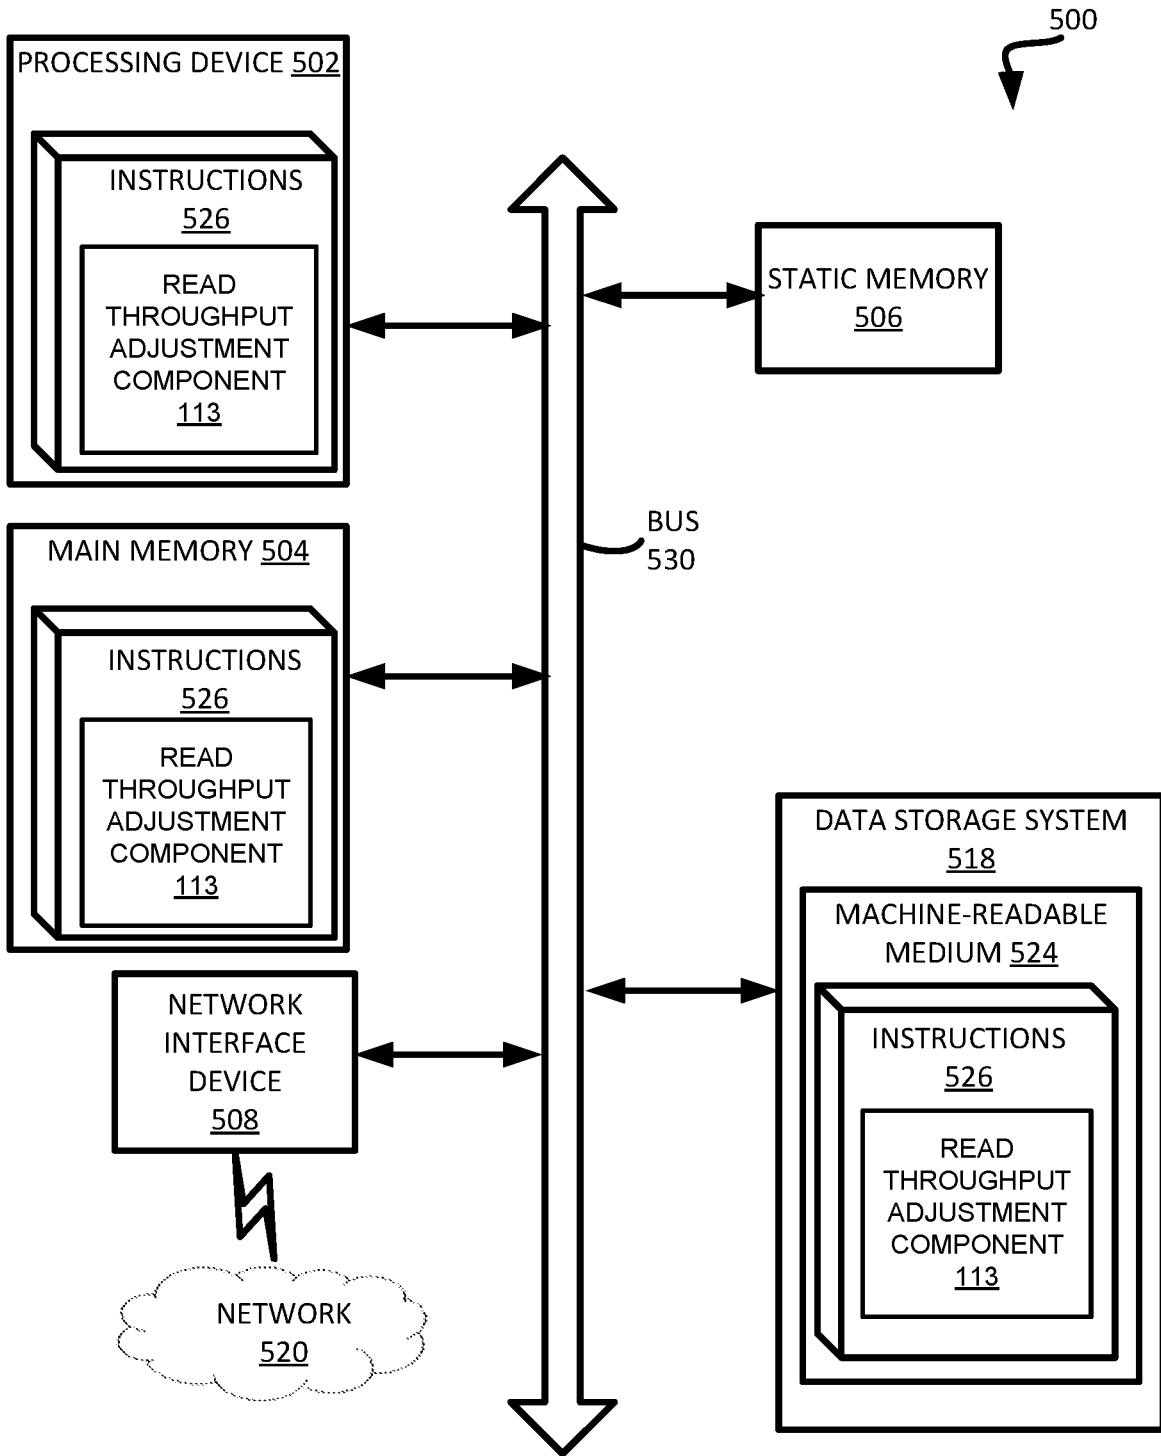 500
PROCESSING DEVICE 502
INSTRUCTIONS
526
READ
THROUGHPUT
ADJUSTMENT
COMPONENT
113
STATIC MEMORY
506
BUS
530
MAIN MEMORY 504
INSTRUCTIONS
526
READ
THROUGHPUT
ADJUSTMENT
COMPONENT
113
DATA STORAGE SYSTEM
518
MACHINE-READABLE
MEDIUM 524
INSTRUCTIONS
526
READ
THROUGHPUT
ADJUSTMENT
COMPONENT
113
NETWORK
INTERFACE
DEVICE
508
NETWORK
520